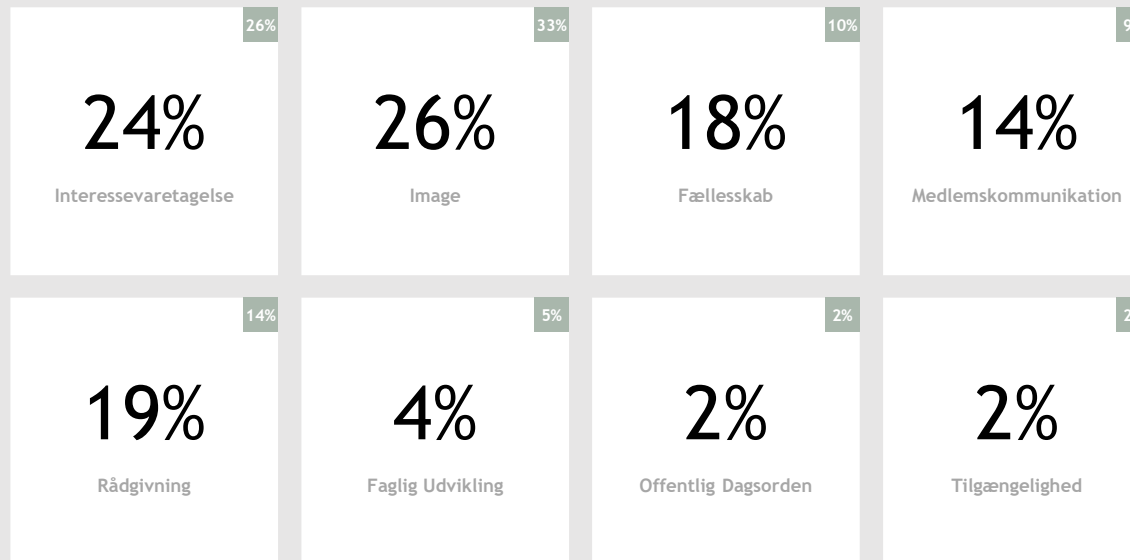 26%
24%
Interessevaretagelse
33%
26%
Image
10%
18%
Fællesskab
14%
Medlemskommunikation
14%
19%
Rådgivning
5%
4%
Faglig Udvikling
2%
2%
Offentlig Dagsorden
2%
Tilgængelighed